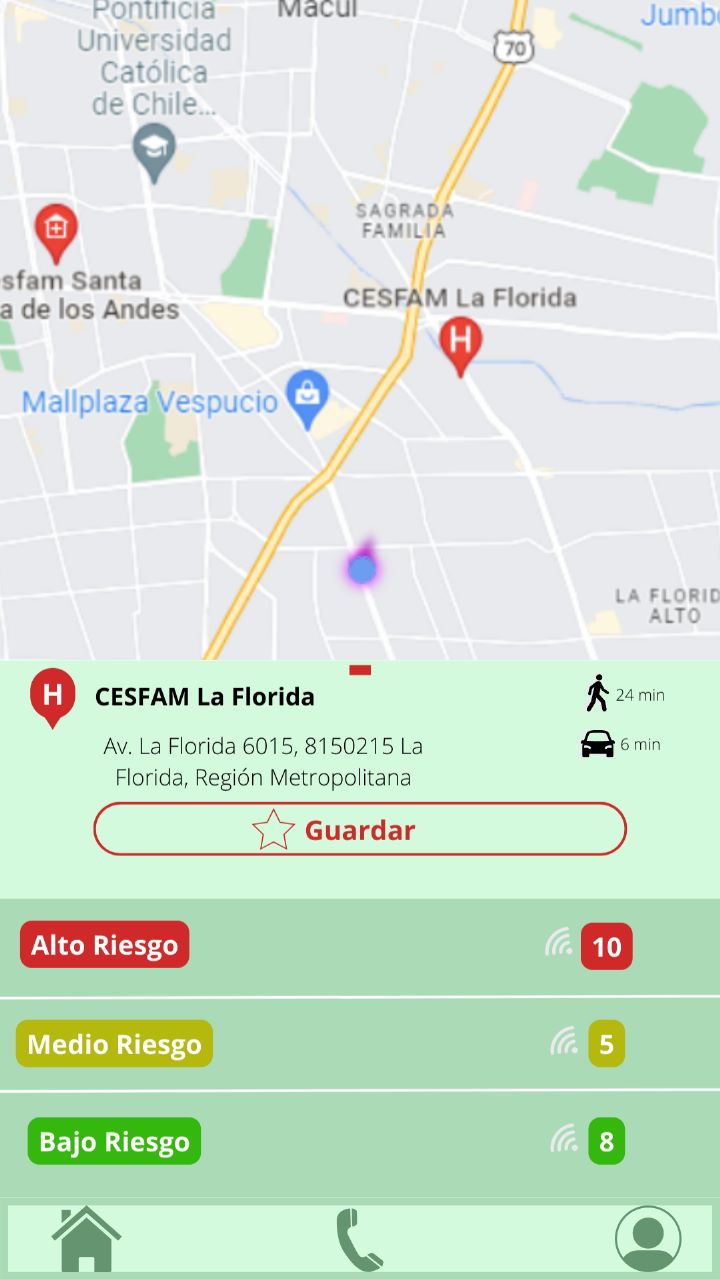 Pontificia
Universidad
Católica
de Chile...
Macul
Jumbo
70
SAGRADA
FAMILIA
esfam Santa
a de los Andes
CESFAM La Florida
H
Mallplaza Vespucio
LA FLORID
ALTO
H
CESFAM La Florida
24 min
Av. La Florida 6015, 8150215 La
Florida, Región Metropolitana
6 min
Guardar
Alto Riesgo
10
Medio Riesgo
5
Bajo Riesgo
8